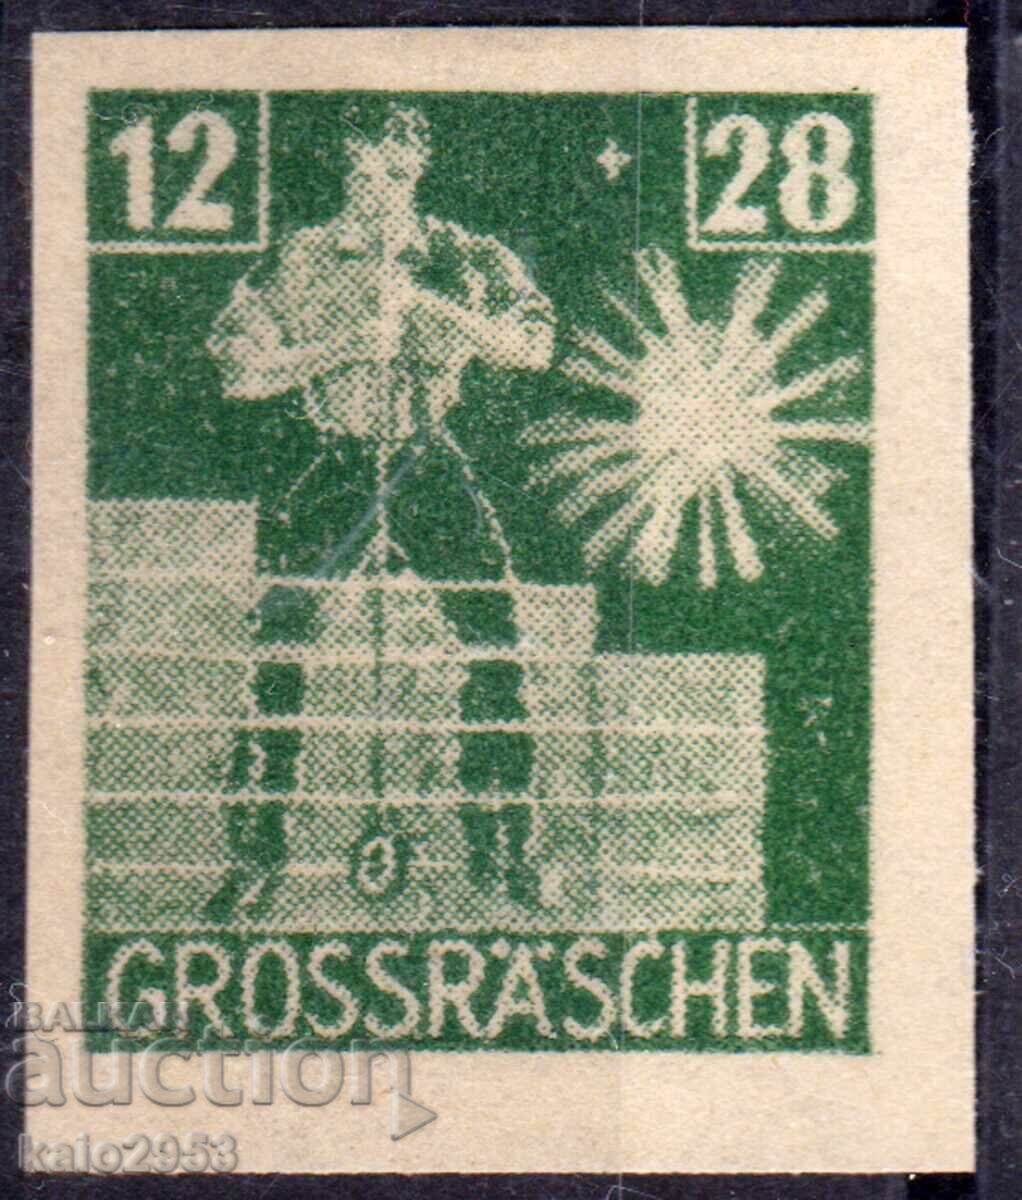 12 28
GROSSRÄSCHEN
BALKAN
auction
kaio2953